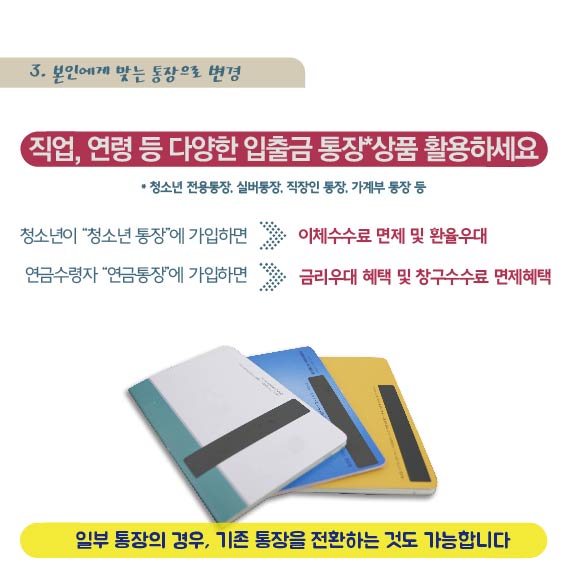 3. 본인에게 맞는 통장으로 변경
직업, 연령 등 다양한 입출금 통장*상품 활용하세요
* 청소년 전용통장, 실버통장, 직장인 통장, 가계부 통장 등
청소년이 “청소년 통장”에 가입하면
이체수수료 면제 및 환율우대
연금수령자 “연금통장”에 가입하면
금리우대 혜택 및 창구수수료 면제혜택
일부 통장의 경우, 기존 통장을 전환하는 것도 가능합니다